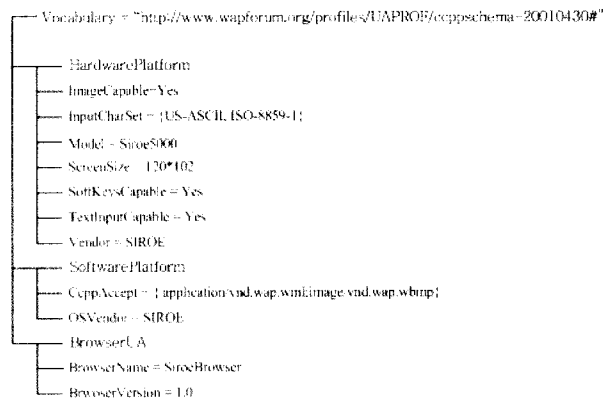 Vocabulary = "http://www.wapforum.org/profiles/UAPROF/ccppschema-20010430#"
HardwarePlatform
ImageCapable=Yes
InputCharSet = {US-ASCII, ISO-8859-1}
Model = Siroe5000
ScreenSize = 120*102
SoftKeysCapable = Yes
TextInputCapable = Yes
Vendor = SIROE
SoftwarePlatform
CcppAccept = { application/vnd.wap.wml;image/vnd.wap.wbmp}
OSVendor = SIROE
BrowserUA
BrowserName = SiroeBrowser
BrwoserVersion = 1.0